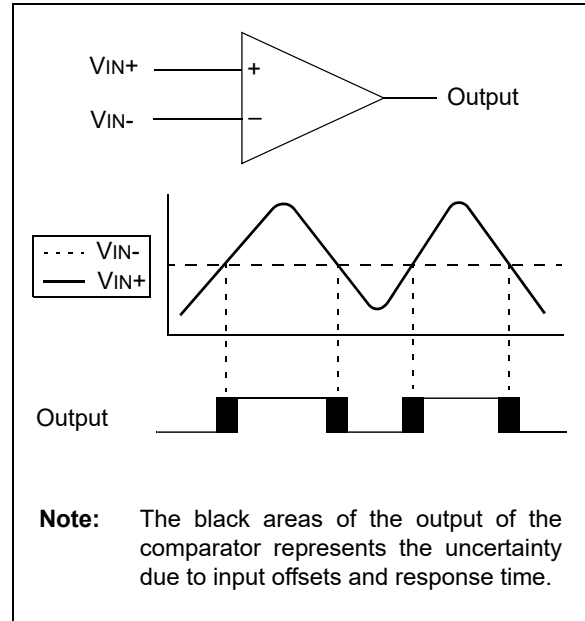 VIN+
+
Output
VIN-
–
VIN-
VIN+
Output
Note: The black areas of the output of the
comparator represents the uncertainty
due to input offsets and response time.